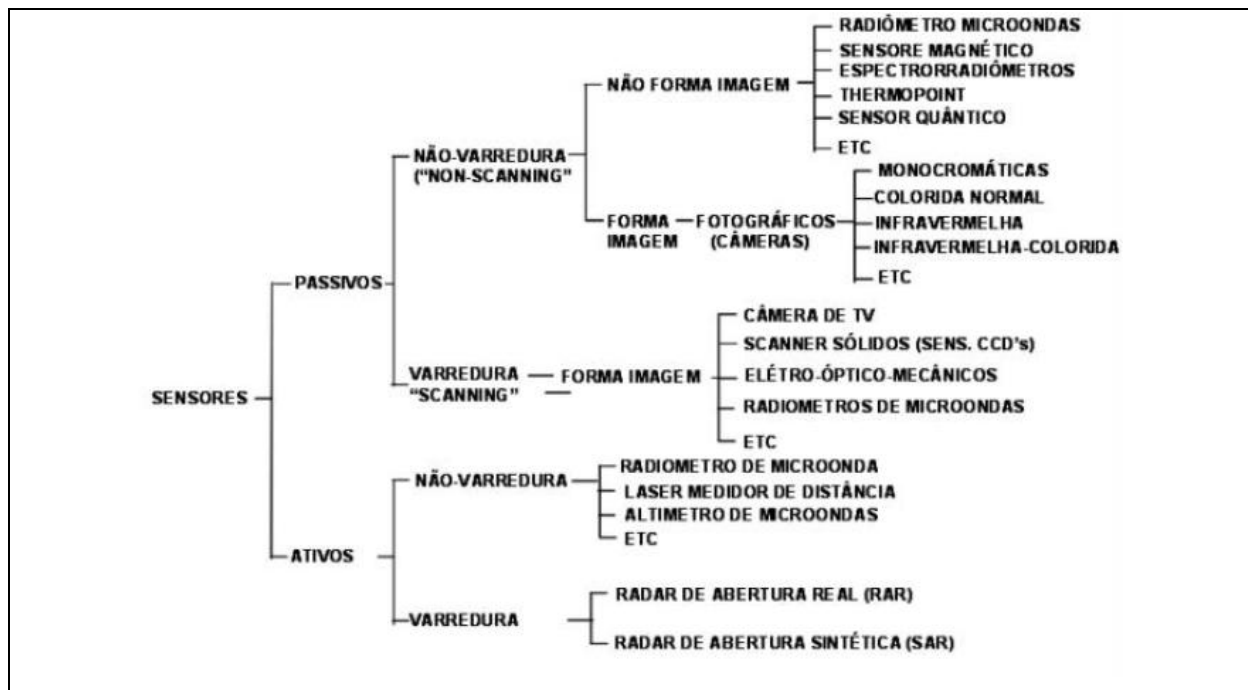 RADIÔMETRO MICROONDAS
SENSORE MAGNÉTICO
ESPECTRORRADIÔMETROS
THERMOPOINT
SENSOR QUÂNTICO
ETC
NÃO FORMA IMAGEM
NÃO-VARREDURA
("NON-SCANNING"
MONOCROMÁTICAS
COLORIDA NORMAL
INFRAVERMELHA
INFRAVERMELHA-COLORIDA
ETC
FORMA
IMAGEM
FOTOGRÁFICOS
(CÂMERAS)
PASSIVOS
CÂMERA DE TV
SCANNER SÓLIDOS (SENS. CCD's)
ELÉTRO-ÓPTICO-MECÂNICOS
RADIOMETROS DE MICROONDAS
ETC
VARREDURA
"SCANNING"
FORMA IMAGEM
SENSORES
NÃO-VARREDURA
RADIOMETRO DE MICROONDA
LASER MEDIDOR DE DISTÂNCIA
ALTIMETRO DE MICROONDAS
ETC
ATIVOS
VARREDURA
RADAR DE ABERTURA REAL (RAR)
RADAR DE ABERTURA SINTÉTICA (SAR)